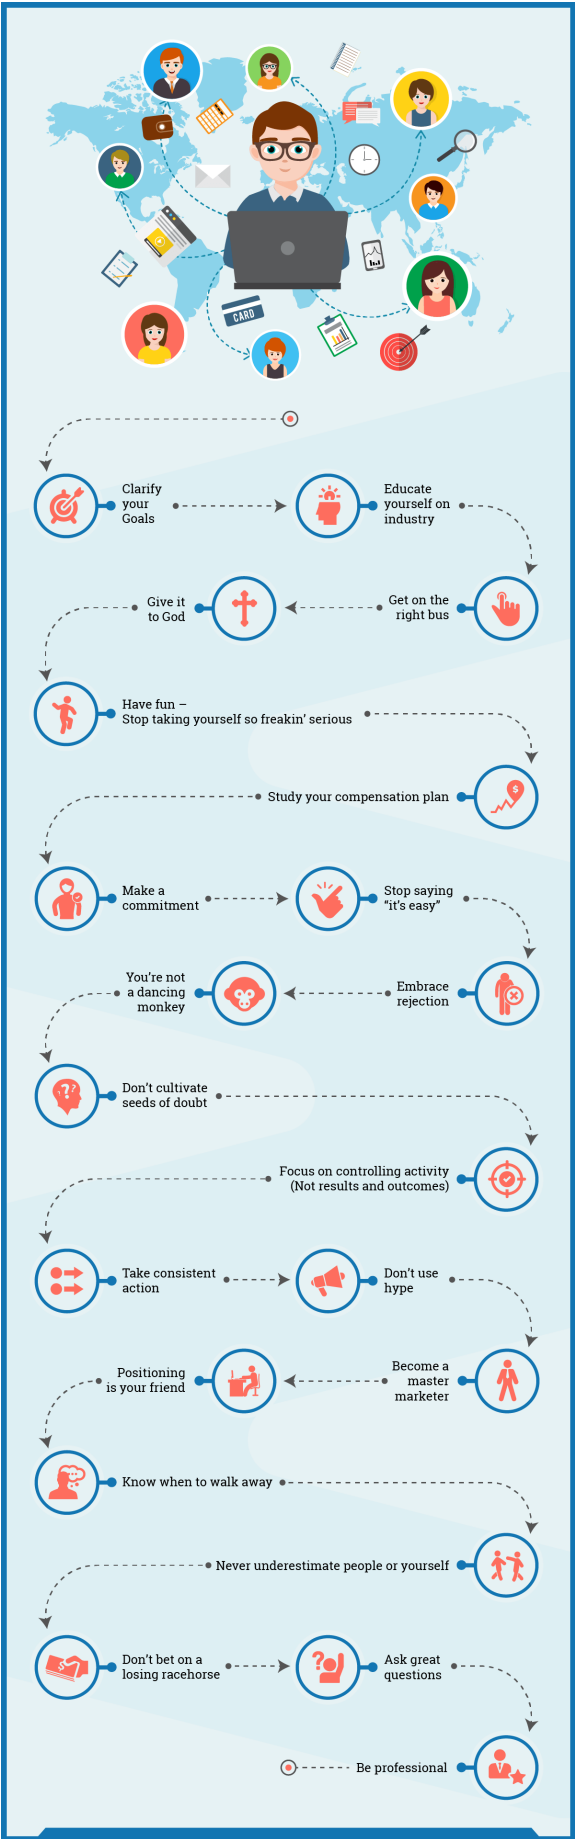 CARD
Clarify
your
Goals
Educate
yourself on
industry
Get on the
right bus
Give it
to God
Have fun –
Stop taking yourself so freakin’ serious
Study your compensation plan
Make a
commitment
Stop saying
“it’s easy”
Embrace
rejection
You’re not
a dancing
monkey
Don’t cultivate
seeds of doubt
Focus on controlling activity
(Not results and outcomes)
Take consistent
action
Don’t use
hype
Become a
master
marketer
Positioning
is your friend
Know when to walk away
Never underestimate people or yourself
Don’t bet on a
losing racehorse
Ask great
questions
Be professional